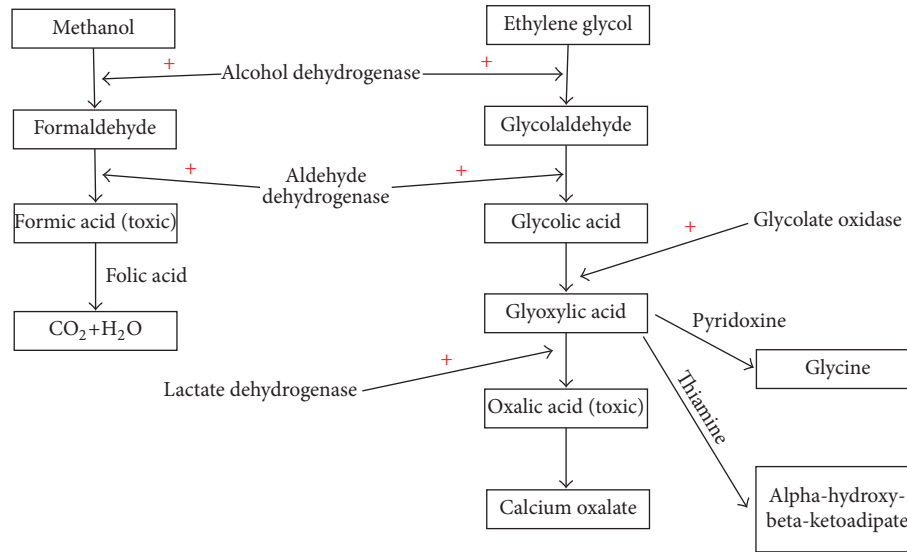 Methanol
Ethylene glycol
+
+
Alcohol dehydrogenase
Formaldehyde
Glycolaldehyde
+
+
Aldehyde
dehydrogenase
Formic acid (toxic)
Glycolic acid
+
Glycolate oxidase
Folic acid
CO₂+H₂O
Glyoxylic acid
Pyridoxine
Glycine
+
Lactate dehydrogenase
Thiamine
Oxalic acid (toxic)
Calcium oxalate
Alpha-hydroxy-
beta-ketoadipate